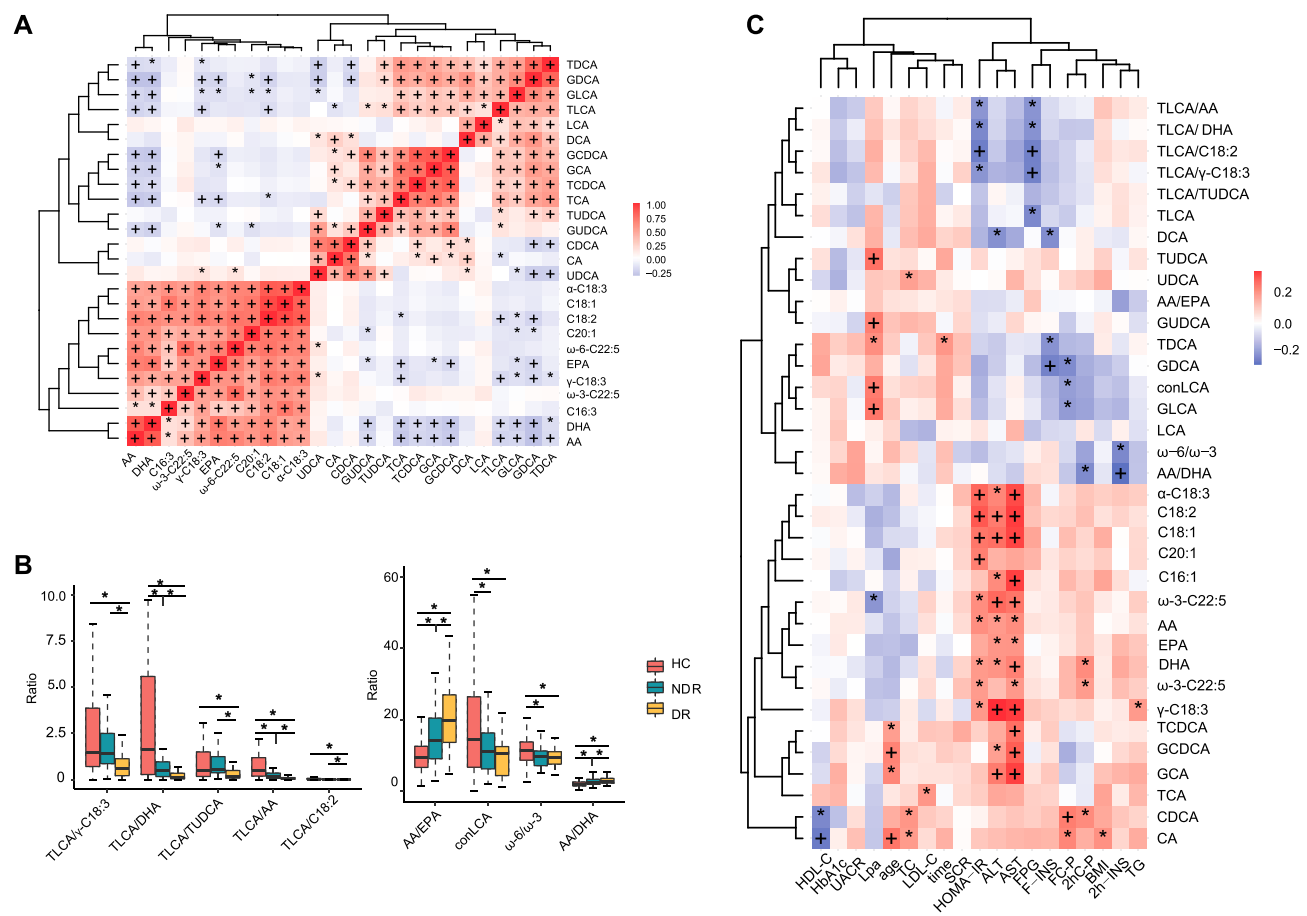 A
TDCA
GDCA
GLCA
TLCA
LCA
DCA
GCDCA
GCA
TCDCA
TCA
TUDCA
GUDCA
CDCA
CA
UDCA
α-C18:3
C18:1
C18:2
C20:1
ω-6-C22:5
EPA
γ-C18:3
ω-3-C22:5
C16:3
DHA
AA
AA
DHA
C16:3
ω-3-C22:5
γ-C18:3
EPA
ω-6-C22:5
C20:1
C18:2
C18:1
α-C18:3
UDCA
CA
CDCA
GUDCA
TUDCA
TCA
TCDCA
GCA
GCDCA
DCA
LCA
TLCA
GLCA
GDCA
TDCA
1.00
0.75
0.50
0.25
0.00
−0.25
B
Ratio
10.0
7.5
5.0
2.5
0
TLCA/γ-C18:3
TLCA/DHA
TLCA/TUDCA
TLCA/AA
TLCA/C18:2
Ratio
60
40
20
0
AA/EPA
conLCA
ω-6/ω-3
AA/DHA
HC
NDR
DR
C
TLCA/AA
TLCA/ DHA
TLCA/C18:2
TLCA/γ-C18:3
TLCA/TUDCA
TLCA
DCA
TUDCA
UDCA
AA/EPA
GUDCA
TDCA
GDCA
conLCA
GLCA
LCA
ω−6/ω−3
AA/DHA
α-C18:3
C18:2
C18:1
C20:1
C16:1
ω-3-C22:5
AA
EPA
DHA
ω-3-C22:5
γ-C18:3
TCDCA
GCDCA
GCA
TCA
CDCA
CA
HDL-C
HbA1c
UACR
Lpa
age
TC
LDL-C
time
SCR
HOMA−IR
ALT
AST
FPG
F−INS
FC-P
2hC-P
BMI
2h−INS
TG
0.2
0.0
−0.2